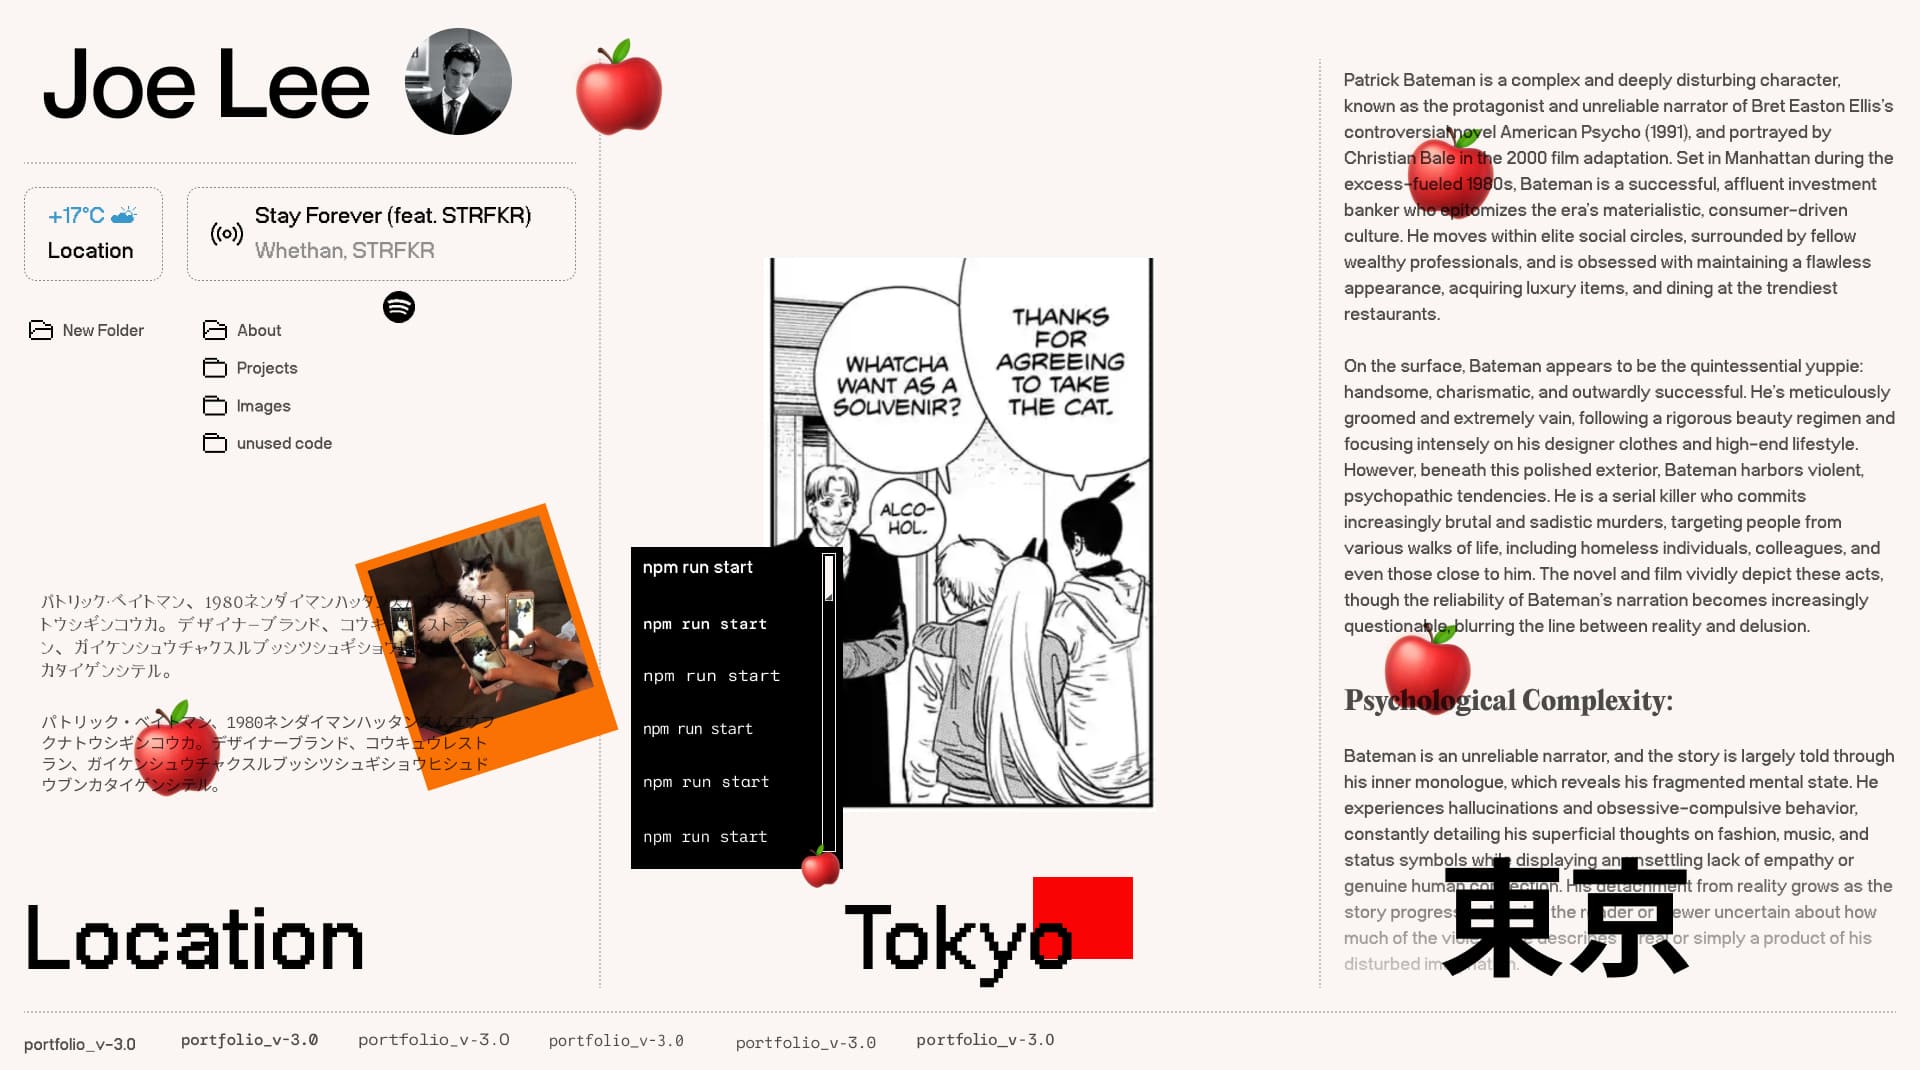 Joe Lee
+17°C
Location
Stay Forever (feat. STRFKR)
Whethan, STRFKR
New Folder
About
Projects
Images
unused code
パトリック・ベイトマン、1980ネンダイマンハッタ
トウシギンコウカ。デザイナーブランド、コウキ
ン、ガイケンシュウチャクスルブッシツシュギショウ
カタイゲンシテル。
パトリック・ベイトマン、1980ネンダイマンハッタンスムユウフ
クナトウシギンコウカ。デザイナーブランド、コウキュウレスト
ラン、ガイケンシュウチャクスルブッシツシュギショウヒシュド
ウブンカタイゲンシテル。
WHATCHA
WANT AS A
SOUVENIR?
THANKS
FOR
AGREEING
TO TAKE
THE CAT.
ALCO-
HOL.
npm run start
npm run start
npm run start
npm run start
npm run start
npm run start
Patrick Bateman is a complex and deeply disturbing character,
known as the protagonist and unreliable narrator of Bret Easton Ellis's
controversial novel American Psycho (1991), and portrayed by
Christian Bale in the 2000 film adaptation. Set in Manhattan during the
excess-fueled 1980s, Bateman is a successful, affluent investment
banker who epitomizes the era's materialistic, consumer-driven
culture. He moves within elite social circles, surrounded by fellow
wealthy professionals, and is obsessed with maintaining a flawless
appearance, acquiring luxury items, and dining at the trendiest
restaurants.
On the surface, Bateman appears to be the quintessential yuppie:
handsome, charismatic, and outwardly successful. He's meticulously
groomed and extremely vain, following a rigorous beauty regimen and
focusing intensely on his designer clothes and high-end lifestyle.
However, beneath this polished exterior, Bateman harbors violent,
psychopathic tendencies. He is a serial killer who commits
increasingly brutal and sadistic murders, targeting people from
various walks of life, including homeless individuals, colleagues, and
even those close to him. The novel and film vividly depict these acts,
though the reliability of Bateman's narration becomes increasingly
questionable, blurring the line between reality and delusion.
Psychological Complexity:
Bateman is an unreliable narrator, and the story is largely told through
his inner monologue, which reveals his fragmented mental state. He
experiences hallucinations and obsessive-compulsive behavior,
constantly detailing his superficial thoughts on fashion, music, and
status symbols while displaying an unsettling lack of empathy or
genuine human connection. His detachment from reality grows as the
story progress the reader or viewer uncertain about how
much of the describes real or simply a product of his
disturbed
Location
Tokyo
東京
portfolio_v-3.0
portfolio_v-3.0
portfolio_v-3.0
portfolio_v-3.0
portfolio_v-3.0
portfolio_v-3.0